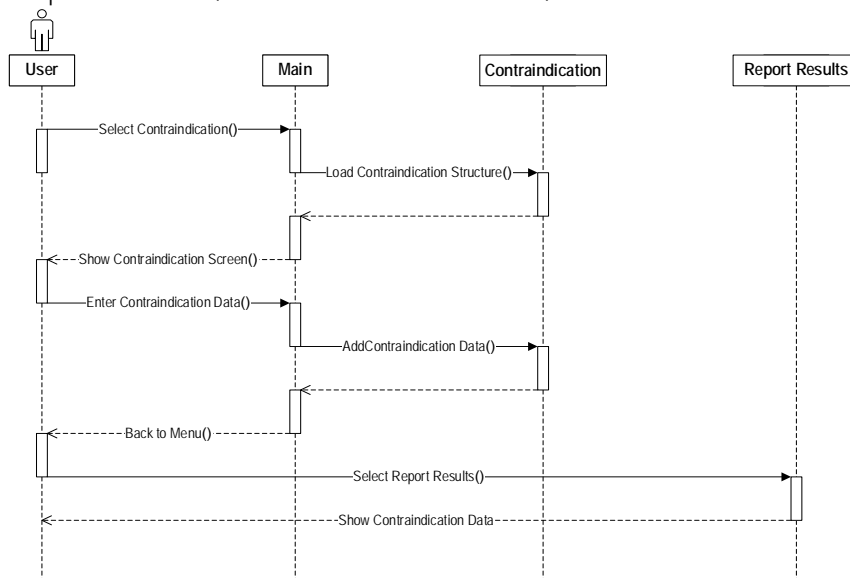 User
Main
Contraindication
Report Results
Select Contraindication()
Load Contraindication Structure()
Show Contraindication Screen()
Enter Contraindication Data()
AddContraindication Data()
Back to Menu()
Select Report Results()
Show Contraindication Data